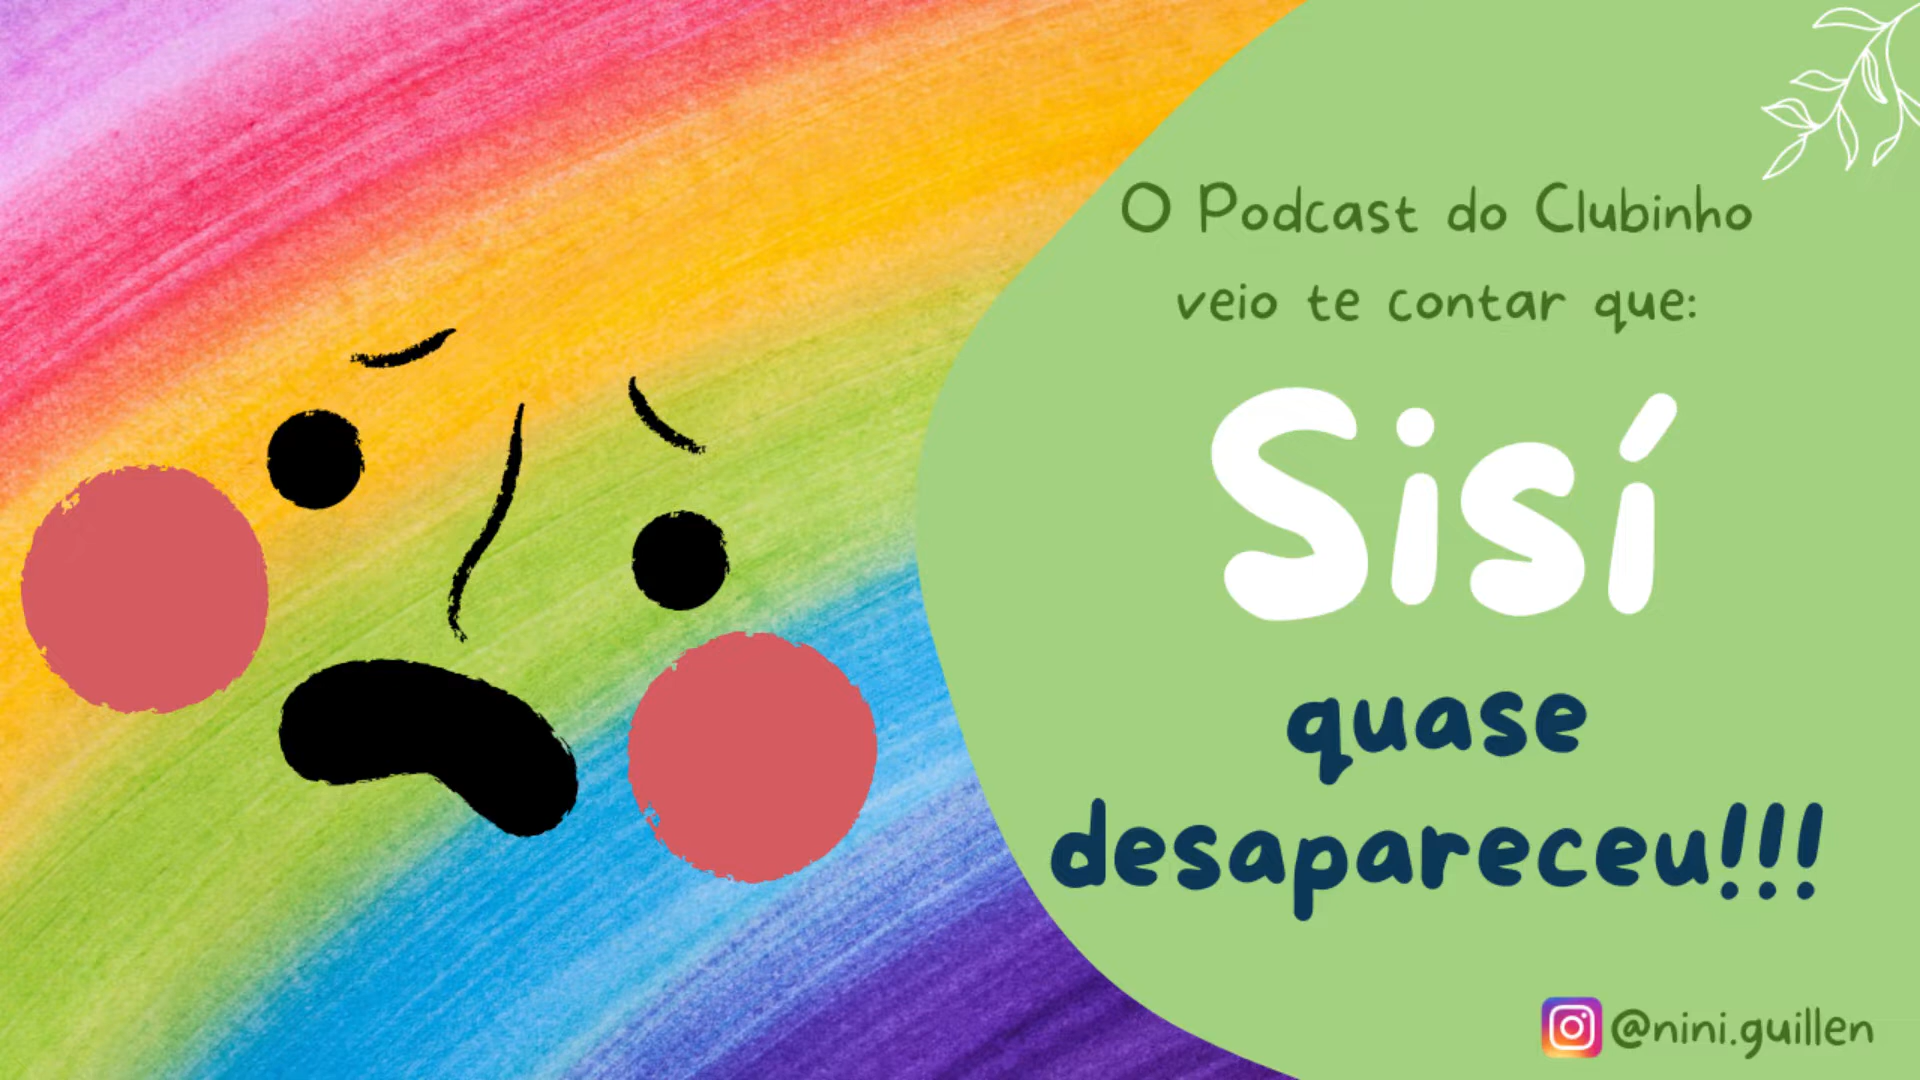 O Podcast do Clubinho
veio te contar que:
Sisí
quase
desapareceu!!!
@nini.guillen